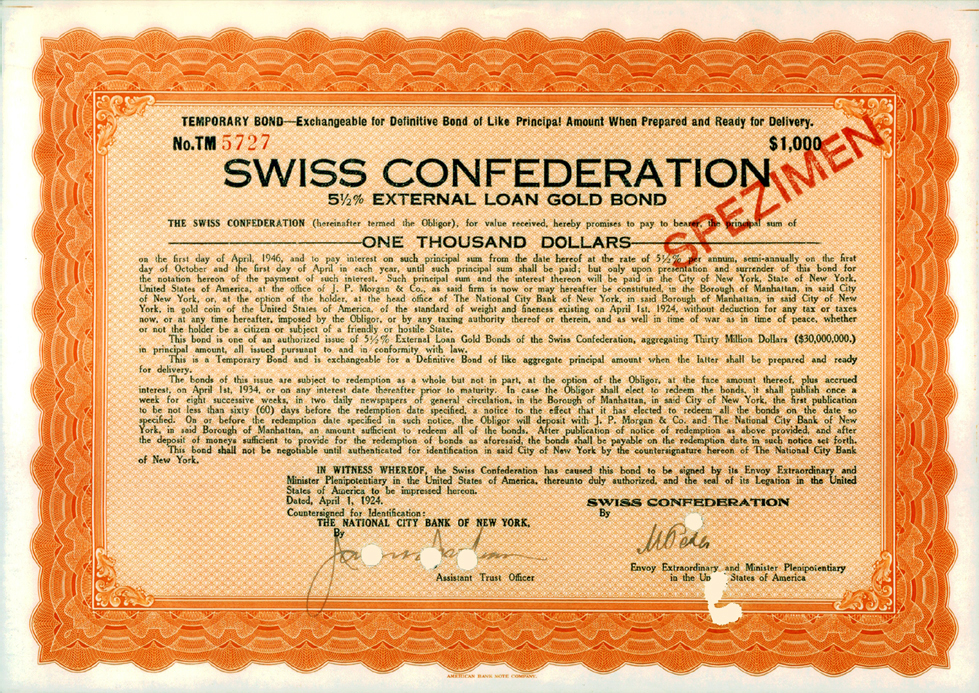 TEMPORARY BOND—Exchangeable for Definitive Bond of Like Principal Amount When Prepared and Ready for Delivery.
No.TM 5727 $1,000
SPEZIMEN
SWISS CONFEDERATION
5½% EXTERNAL LOAN GOLD BOND
THE SWISS CONFEDERATION (hereinafter termed the Obligor), for value received, hereby promises to pay to bearer, the principal sum of
ONE THOUSAND DOLLARS
on the first day of April, 1946, and to pay interest on such principal sum from the date hereof at the rate of 5½% per annum, semi-annually on the first
day of October and the first day of April in each year, until such principal sum shall be paid; but only upon presentation and surrender of this bond for
the notation hereon of the payment of such interest. Such principal sum and the interest thereon will be paid in the City of New York, State of New York,
United States of America, at the office of J. P. Morgan & Co., as said firm is now or may hereafter be constituted, in the Borough of Manhattan, in said City
of New York, or, at the option of the holder, at the head office of The National City Bank of New York, in said Borough of Manhattan, in said City of New
York, in gold coin of the United States of America, of the standard of weight and fineness existing on April 1st, 1924, without deduction for any tax or taxes
now, or at any time hereafter, imposed by the Obligor, or by any taxing authority thereof or therein, and as well in time of war as in time of peace, whether
or not the holder be a citizen or subject of a friendly or hostile State.
This bond is one of an authorized issue of 5½% External Loan Gold Bonds of the Swiss Confederation, aggregating Thirty Million Dollars ($30,000,000.)
in principal amount, all issued pursuant to and in conformity with law.
This is a Temporary Bond and is exchangeable for a Definitive Bond of like aggregate principal amount when the latter shall be prepared and ready
for delivery.
The bonds of this issue are subject to redemption as a whole but not in part, at the option of the Obligor, at the face amount thereof, plus accrued
interest, on April 1st, 1934, or on any interest date thereafter prior to maturity. In case the Obligor shall elect to redeem the bonds, it shall publish once a
week for eight successive weeks, in two daily newspapers of general circulation, in the Borough of Manhattan, in said City of New York, the first publication
to be not less than sixty (60) days before the redemption date specified, a notice to the effect that it has elected to redeem all the bonds on the date so
specified. On or before the redemption date specified in such notice, the Obligor will deposit with J. P. Morgan & Co. and The National City Bank of New
York, in said Borough of Manhattan, an amount sufficient to redeem all of the bonds. After publication of notice of redemption as above provided, and after
the deposit of moneys sufficient to provide for the redemption of bonds as aforesaid, the bonds shall be payable on the redemption date in such notice set forth.
This bond shall not be negotiable until authenticated for identification in said City of New York by the countersignature hereon of The National City Bank
of New York.
IN WITNESS WHEREOF, the Swiss Confederation has caused this bond to be signed by its Envoy Extraordinary and
Minister Plenipotentiary in the United States of America, thereunto duly authorized, and the seal of its Legation in the United
States of America to be impressed hereon.
Dated, April 1, 1924.
Countersigned for Identification:
THE NATIONAL CITY BANK OF NEW YORK,
By
Assistant Trust Officer
SWISS CONFEDERATION
By
Envoy Extraordinary and Minister Plenipotentiary
in the States of America
AMERICAN BANK NOTE COMPANY.